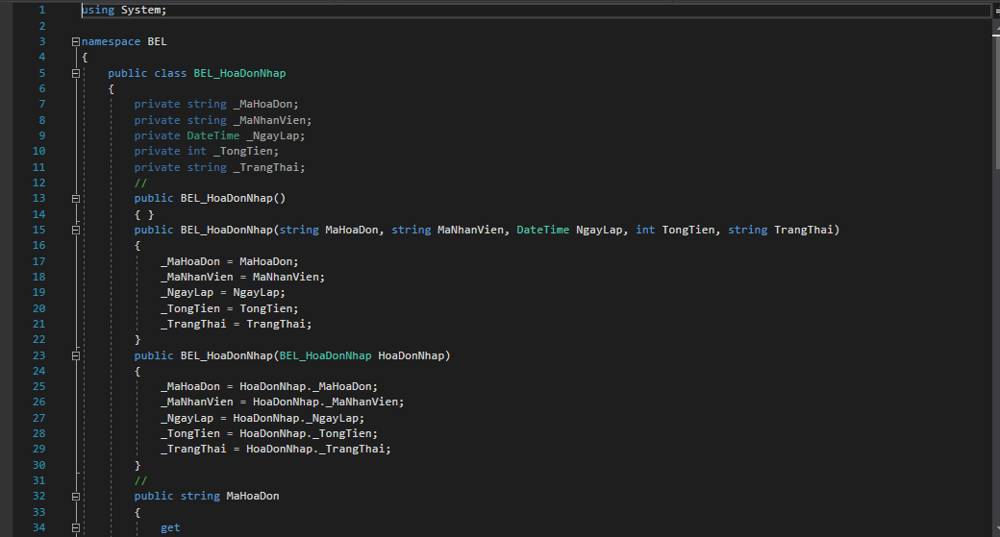 1 using System;
2
3 namespace BEL
4 {
5 public class BEL_HoaDonNhap
6 {
7 private string _MaHoaDon;
8 private string _MaNhanVien;
9 private DateTime _NgayLap;
10 private int _TongTien;
11 private string _TrangThai;
12 //
13 public BEL_HoaDonNhap()
14 { }
15 public BEL_HoaDonNhap(string MaHoaDon, string MaNhanVien, DateTime NgayLap, int TongTien, string TrangThai)
16 {
17 _MaHoaDon = MaHoaDon;
18 _MaNhanVien = MaNhanVien;
19 _NgayLap = NgayLap;
20 _TongTien = TongTien;
21 _TrangThai = TrangThai;
22 }
23 public BEL_HoaDonNhap(BEL_HoaDonNhap HoaDonNhap)
24 {
25 _MaHoaDon = HoaDonNhap._MaHoaDon;
26 _MaNhanVien = HoaDonNhap._MaNhanVien;
27 _NgayLap = HoaDonNhap._NgayLap;
28 _TongTien = HoaDonNhap._TongTien;
29 _TrangThai = HoaDonNhap._TrangThai;
30 }
31 //
32 public string MaHoaDon
33 {
34 get